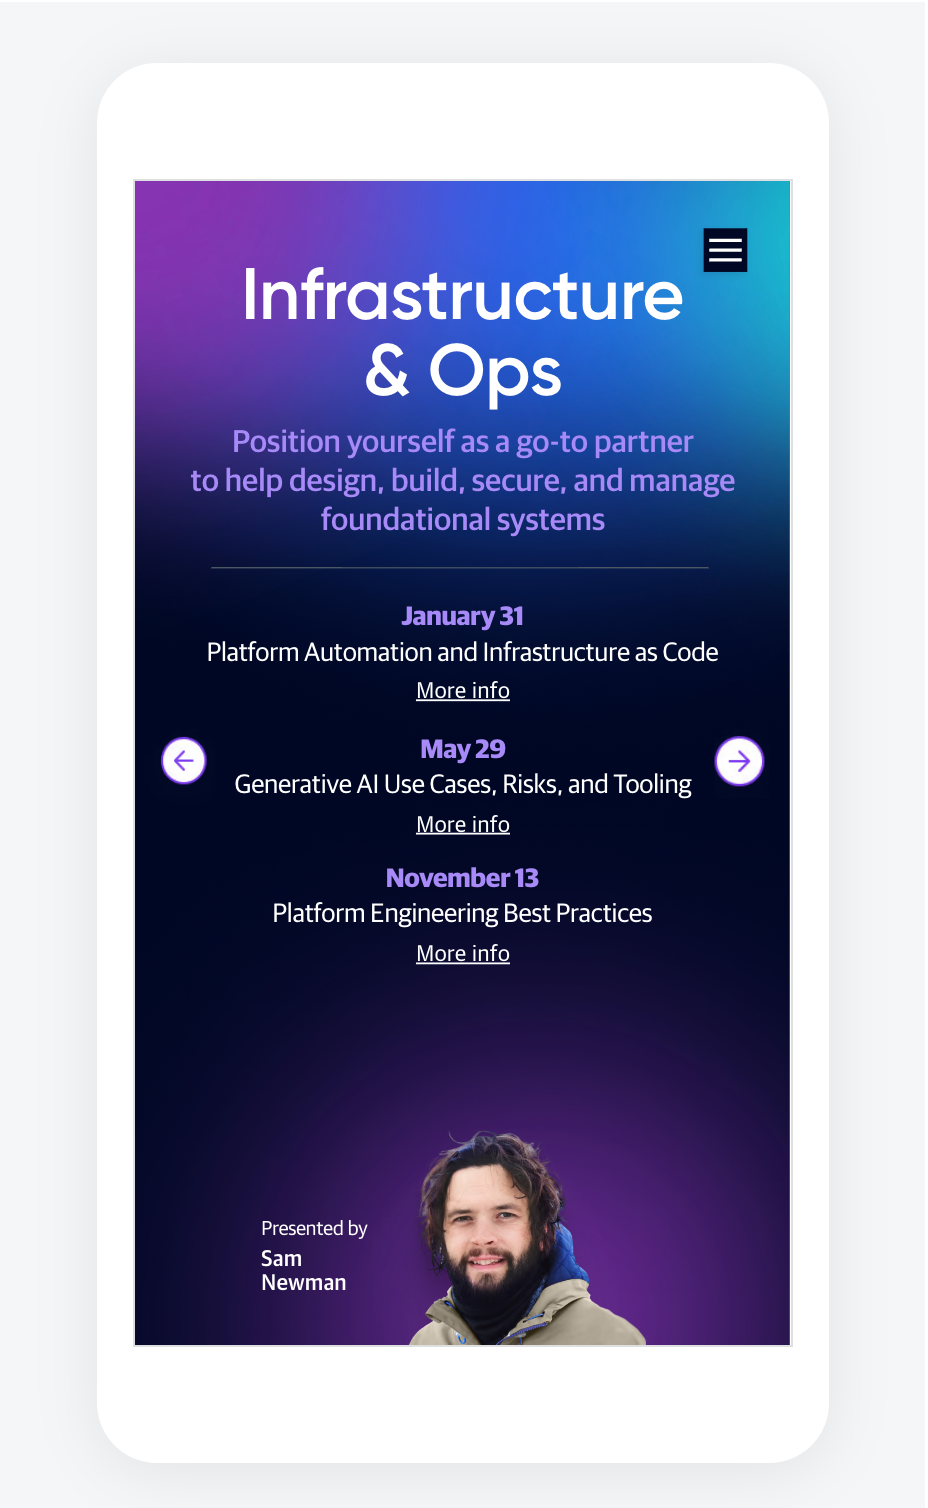 Infrastructure
& Ops
Position yourself as a go-to partner
to help design, build, secure, and manage
foundational systems
January 31
Platform Automation and Infrastructure as Code
More info
May 29
Generative AI Use Cases, Risks, and Tooling
More info
November 13
Platform Engineering Best Practices
More info
Presented by
Sam
Newman